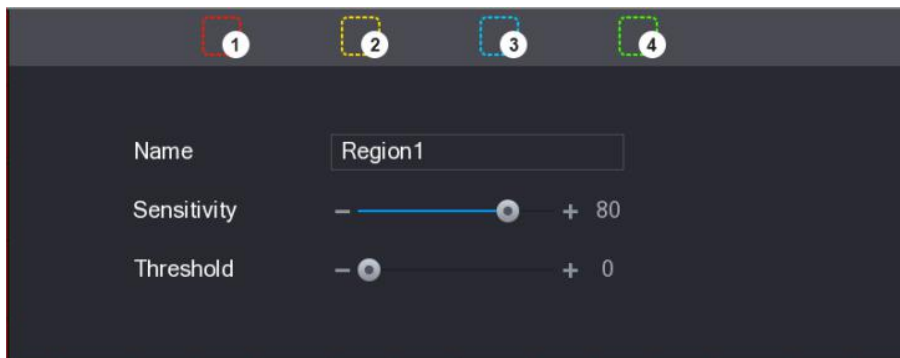 1 2 3 4
Name Region1
Sensitivity − + 80
Threshold − + 0